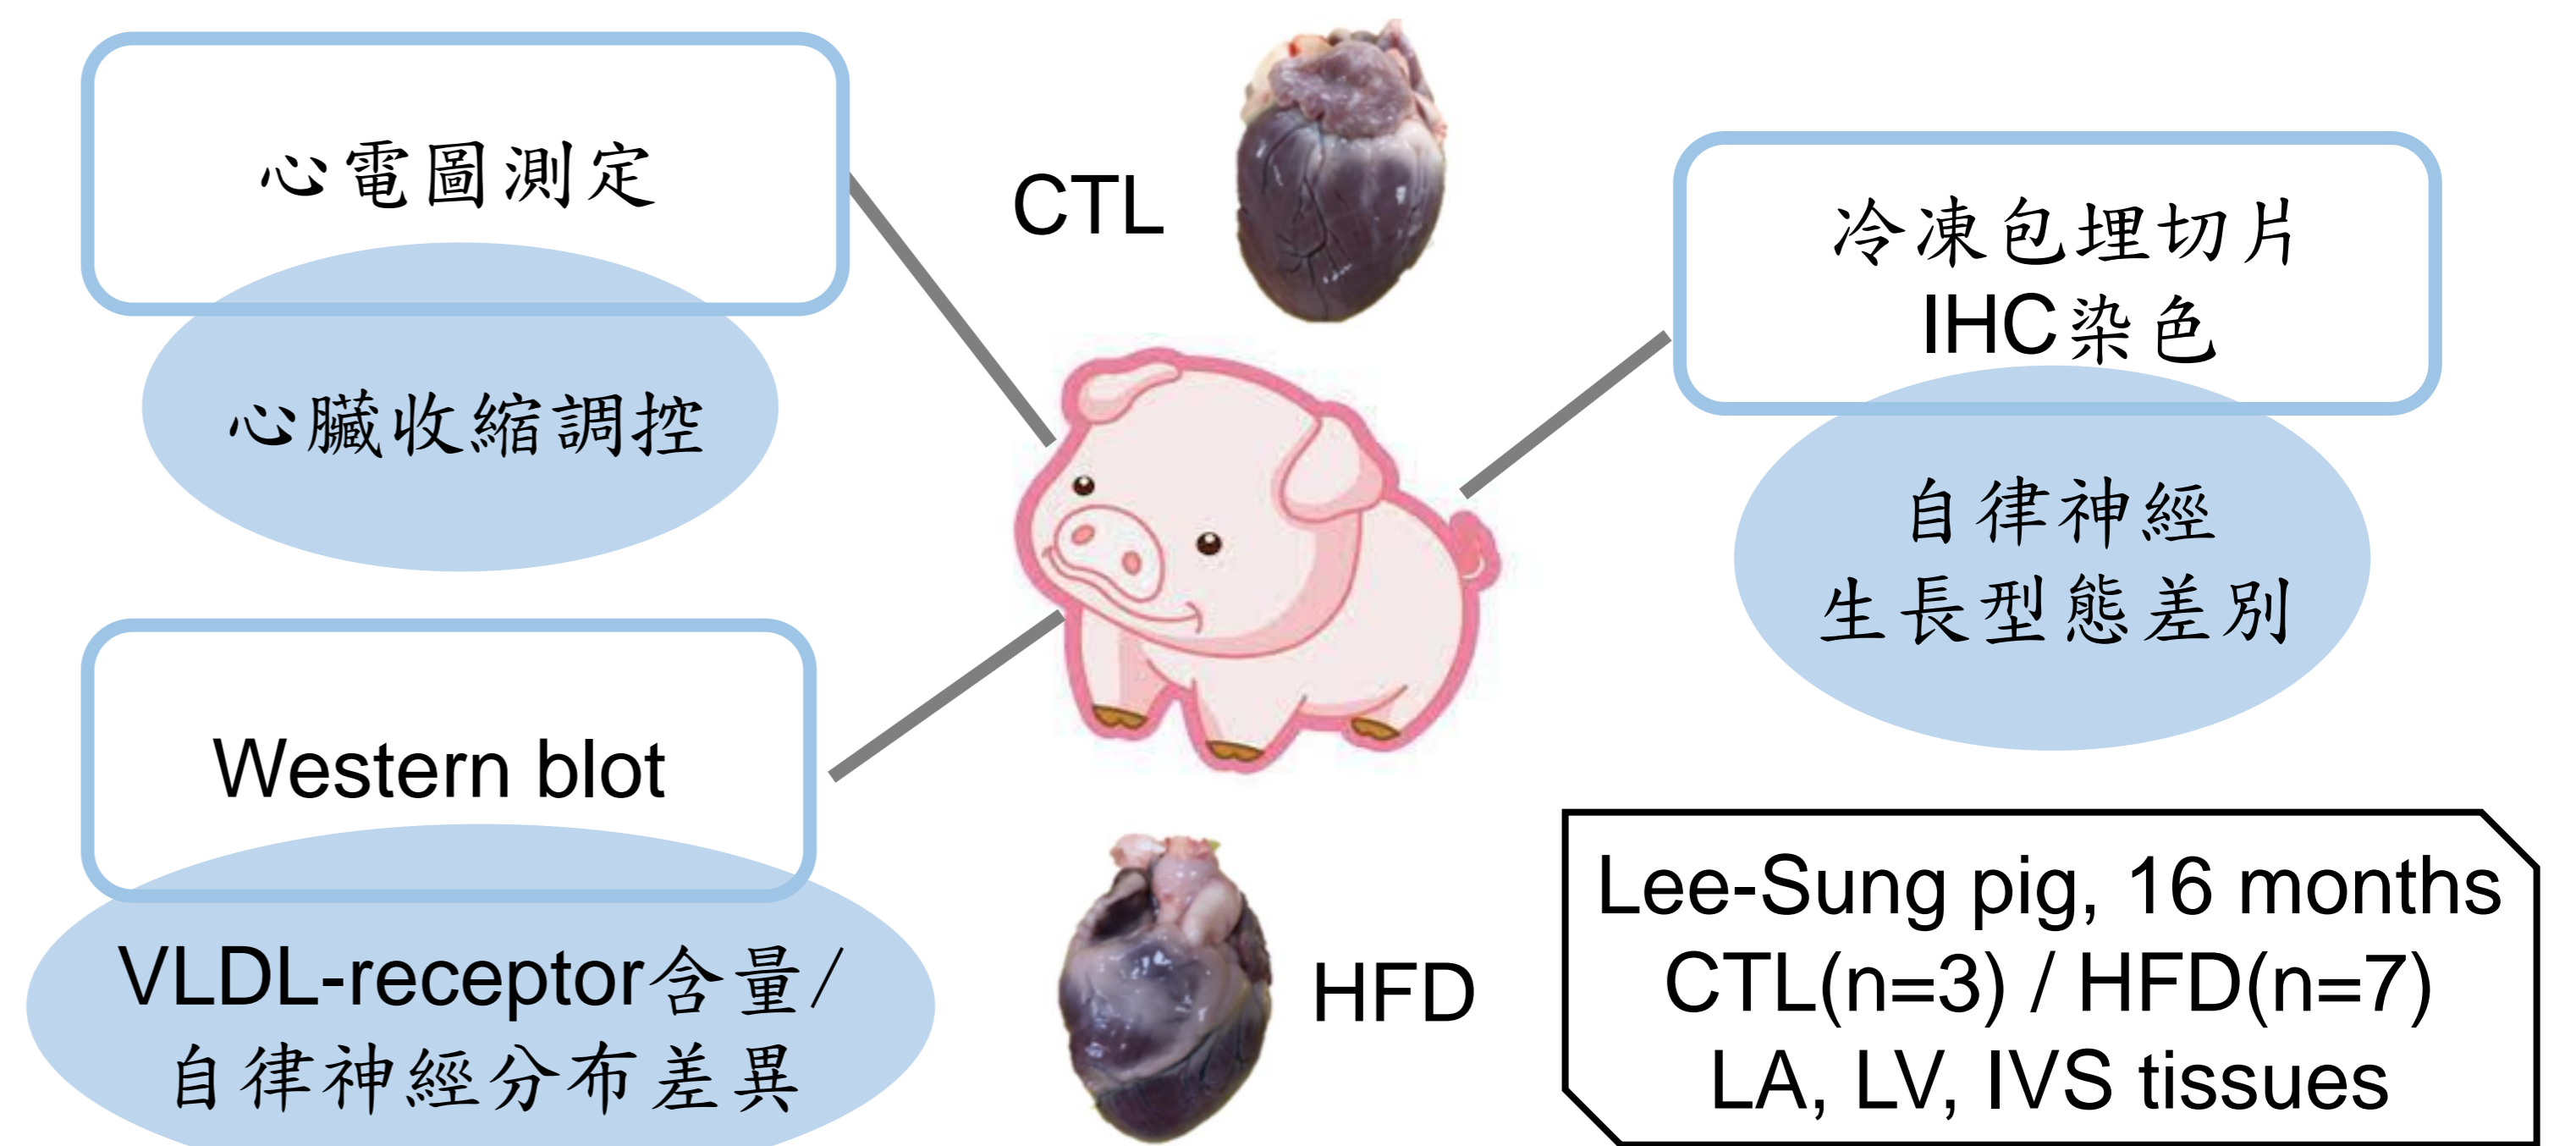 心電圖測定
心臟收縮調控
CTL
冷凍包埋切片
IHC染色
自律神經
生長型態差別
Western blot
VLDL-receptor含量/
自律神經分布差異
HFD
Lee-Sung pig, 16 months
CTL(n=3) / HFD(n=7)
LA, LV, IVS tissues